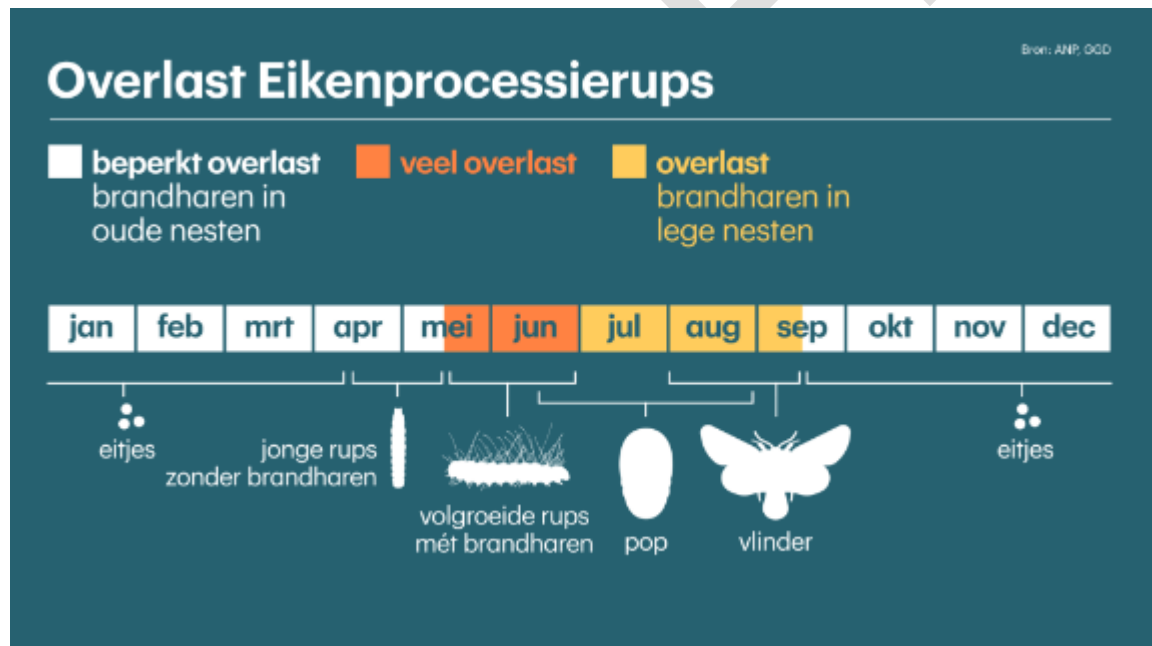 Bron: ANP, GGD
Overlast Eikenprocessierups
beperkt overlast
brandharen in
oude nesten
veel overlast
overlast
brandharen in
lege nesten
jan feb mrt apr mei jun jul aug sep okt nov dec
eitjes
jonge rups
zonder brandharen
volgroeide rups
mét brandharen
pop
vlinder
eitjes